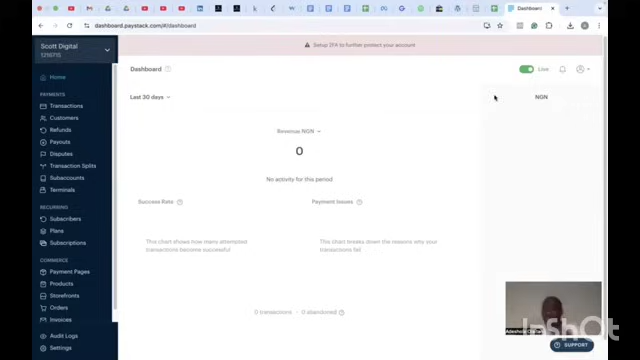 Dashboard
dashboard.paystack.com/#/dashboard
Setup 2FA to further protect your account
Scott Digital
Home
PAYMENTS
Transactions
Customers
Refunds
Payouts
Disputes
Transaction Splits
Subaccounts
Terminals
RECURRING
Subscribers
Plans
Subscriptions
COMMERCE
Payment Pages
Products
Storefronts
Orders
Invoices
Audit Logs
Settings
Dashboard
Live
Last 30 days
NGN
Revenue NGN
0
No activity for this period
Success Rate
Payment Issues
This chart shows how many attempted
transactions become successful
This chart breaks down the reasons why your
transactions fail
0 transactions
0 abandoned
SUPPORT